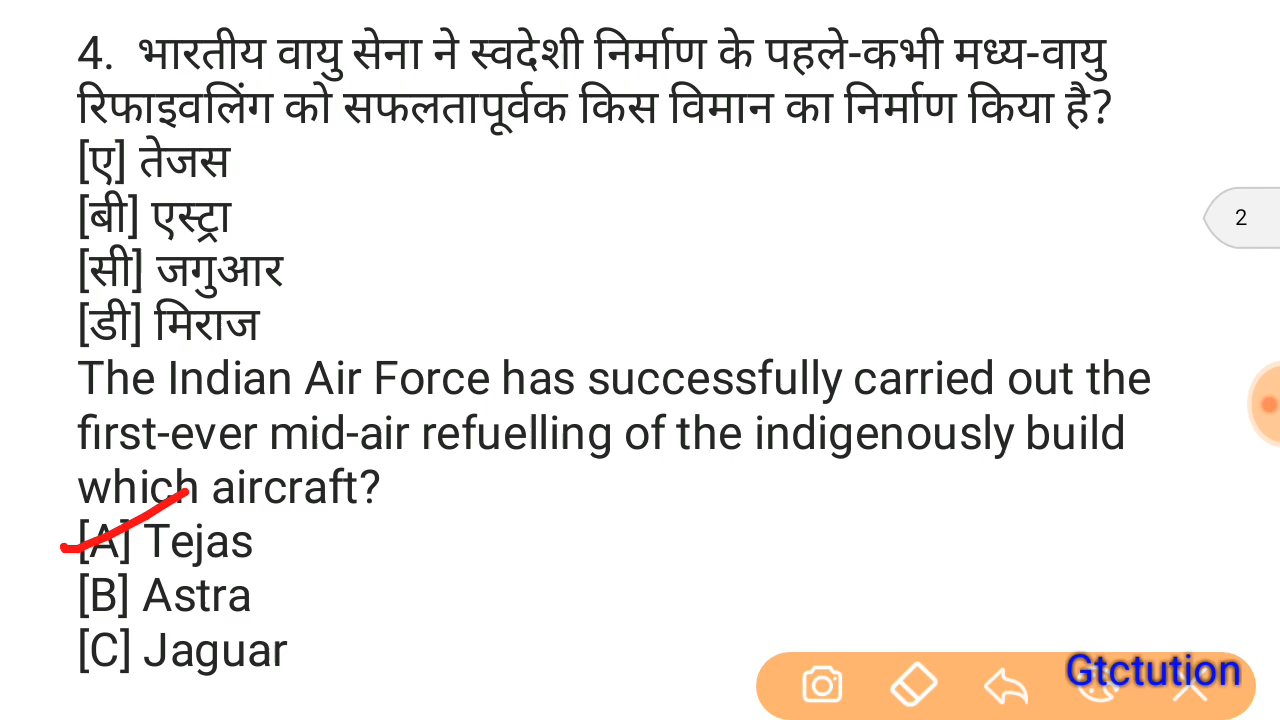 4. भारतीय वायु सेना ने स्वदेशी निर्माण के पहले-कभी मध्य-वायु
रिफाइवलिंग को सफलतापूर्वक किस विमान का निर्माण किया है?
[ए] तेजस
[बी] एस्ट्रा
[सी] जगुआर
[डी] मिराज
The Indian Air Force has successfully carried out the
first-ever mid-air refuelling of the indigenously build
which aircraft?
[A] Tejas
[B] Astra
[C] Jaguar
2
Gtctution